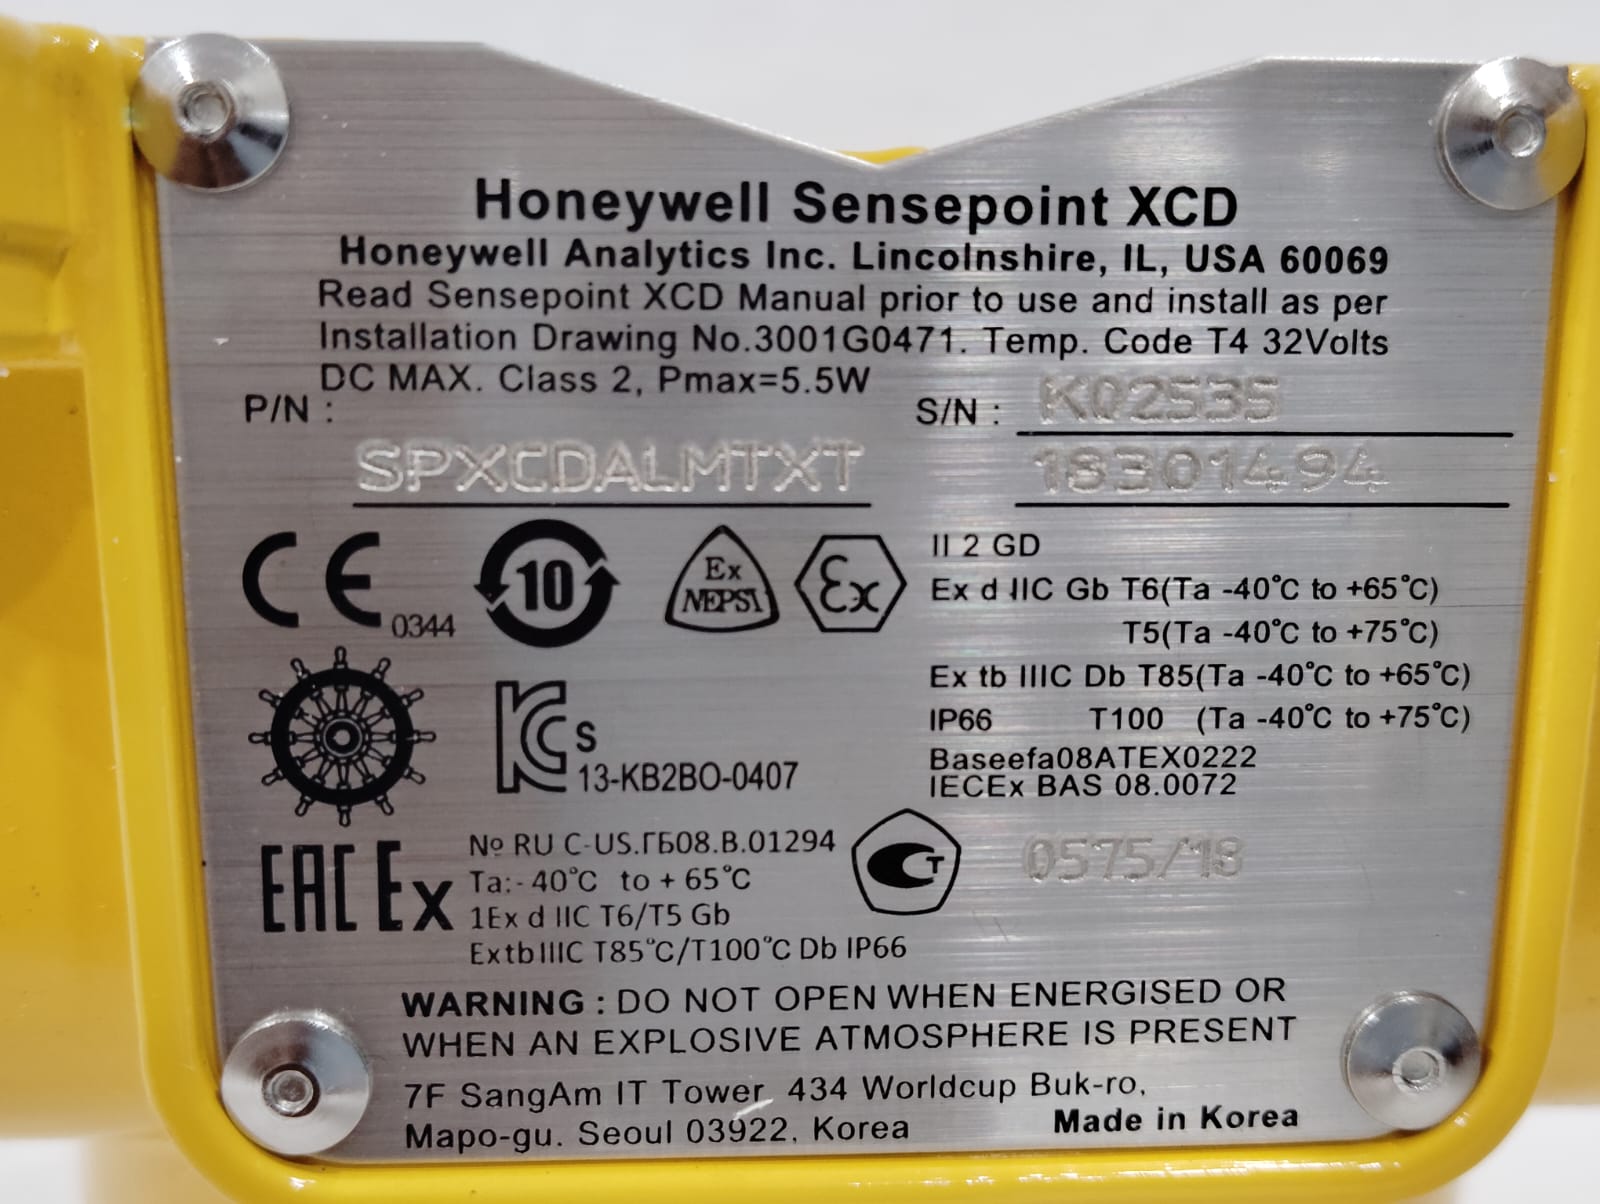 Honeywell Sensepoint XCD
Honeywell Analytics Inc. Lincolnshire, IL, USA 60069
Read Sensepoint XCD Manual prior to use and install as per
Installation Drawing No.3001G0471. Temp. Code T4 32Volts
DC MAX. Class 2, Pmax=5.5W
P/N :
S/N : K02535
SPXCDALMTXT
18301494
CE 0344
10
Ex NEPSI
Ex
II 2 GD
Ex d IIC Gb T6(Ta -40°C to +65°C)
T5(Ta -40°C to +75°C)
Ex tb IIIC Db T85(Ta -40°C to +65°C)
IP66 T100 (Ta -40°C to +75°C)
Baseefa08ATEX0222
IECEx BAS 08.0072
KCs
13-KB2BO-0407
EAC Ex
№ RU C-US.ГБ08.B.01294
Ta:- 40°C to + 65°C
1Ex d IIC T6/T5 Gb
Ex tb IIIC T85°C/T100°C Db IP66
CT
0575/18
WARNING : DO NOT OPEN WHEN ENERGISED OR
WHEN AN EXPLOSIVE ATMOSPHERE IS PRESENT
7F SangAm IT Tower, 434 Worldcup Buk-ro,
Mapo-gu. Seoul 03922, Korea
Made in Korea